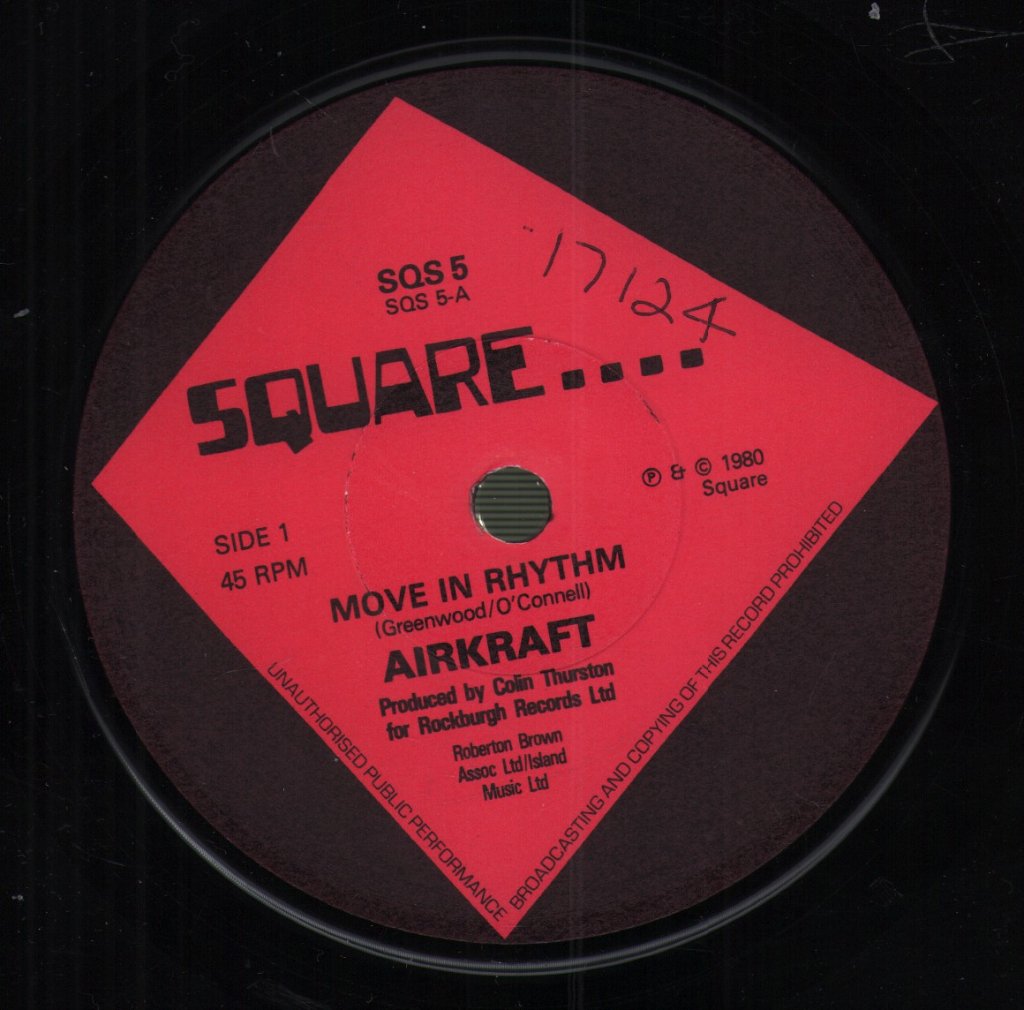 17124
SQS 5
SQS 5-A
SQUARE....
℗ & © 1980
Square
SIDE 1
45 RPM
MOVE IN RHYTHM
(Greenwood/O'Connell)
AIRKRAFT
Produced by Colin Thurston
for Rockburgh Records Ltd
Roberton Brown
Assoc Ltd/Island
Music Ltd
UNAUTHORISED PUBLIC PERFORMANCE
BROADCASTING AND COPYING OF THIS RECORD PROHIBITED